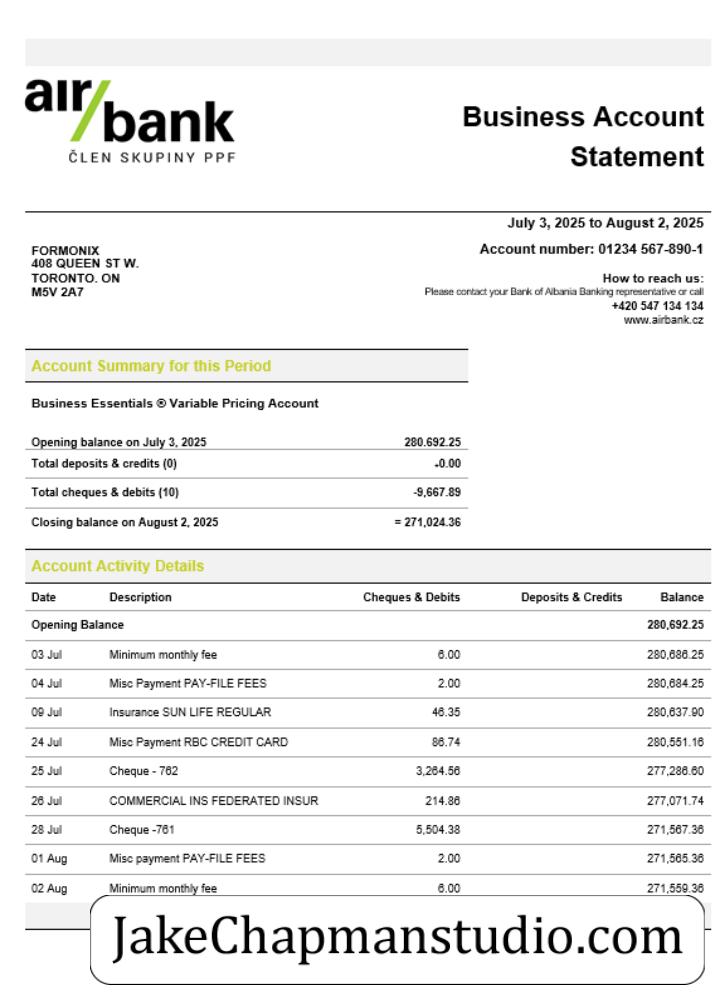 air bank
ČLEN SKUPINY PPF
Business Account
Statement
July 3, 2025 to August 2, 2025
FORMONIX
408 QUEEN ST W.
TORONTO. ON
M5V 2A7
Account number: 01234 567-890-1
How to reach us:
Please contact your Bank of Albania Banking representative or call
+420 547 134 134
www.airbank.cz
Account Summary for this Period
Business Essentials ® Variable Pricing Account
Opening balance on July 3, 2025 280.692.25
Total deposits & credits (0) -0.00
Total cheques & debits (10) -9,667.89
Closing balance on August 2, 2025 = 271,024.36
Account Activity Details
Date Description Cheques & Debits Deposits & Credits Balance
Opening Balance 280,692.25
03 Jul Minimum monthly fee 6.00 280,686.25
04 Jul Misc Payment PAY-FILE FEES 2.00 280,684.25
09 Jul Insurance SUN LIFE REGULAR 46.35 280,637.90
24 Jul Misc Payment RBC CREDIT CARD 86.74 280,551.16
25 Jul Cheque - 762 3,264.56 277,286.60
26 Jul COMMERCIAL INS FEDERATED INSUR 214.86 277,071.74
28 Jul Cheque -761 5,504.38 271,567.36
01 Aug Misc payment PAY-FILE FEES 2.00 271,565.36
02 Aug Minimum monthly fee 6.00 271,559.36
JakeChapmanstudio.com